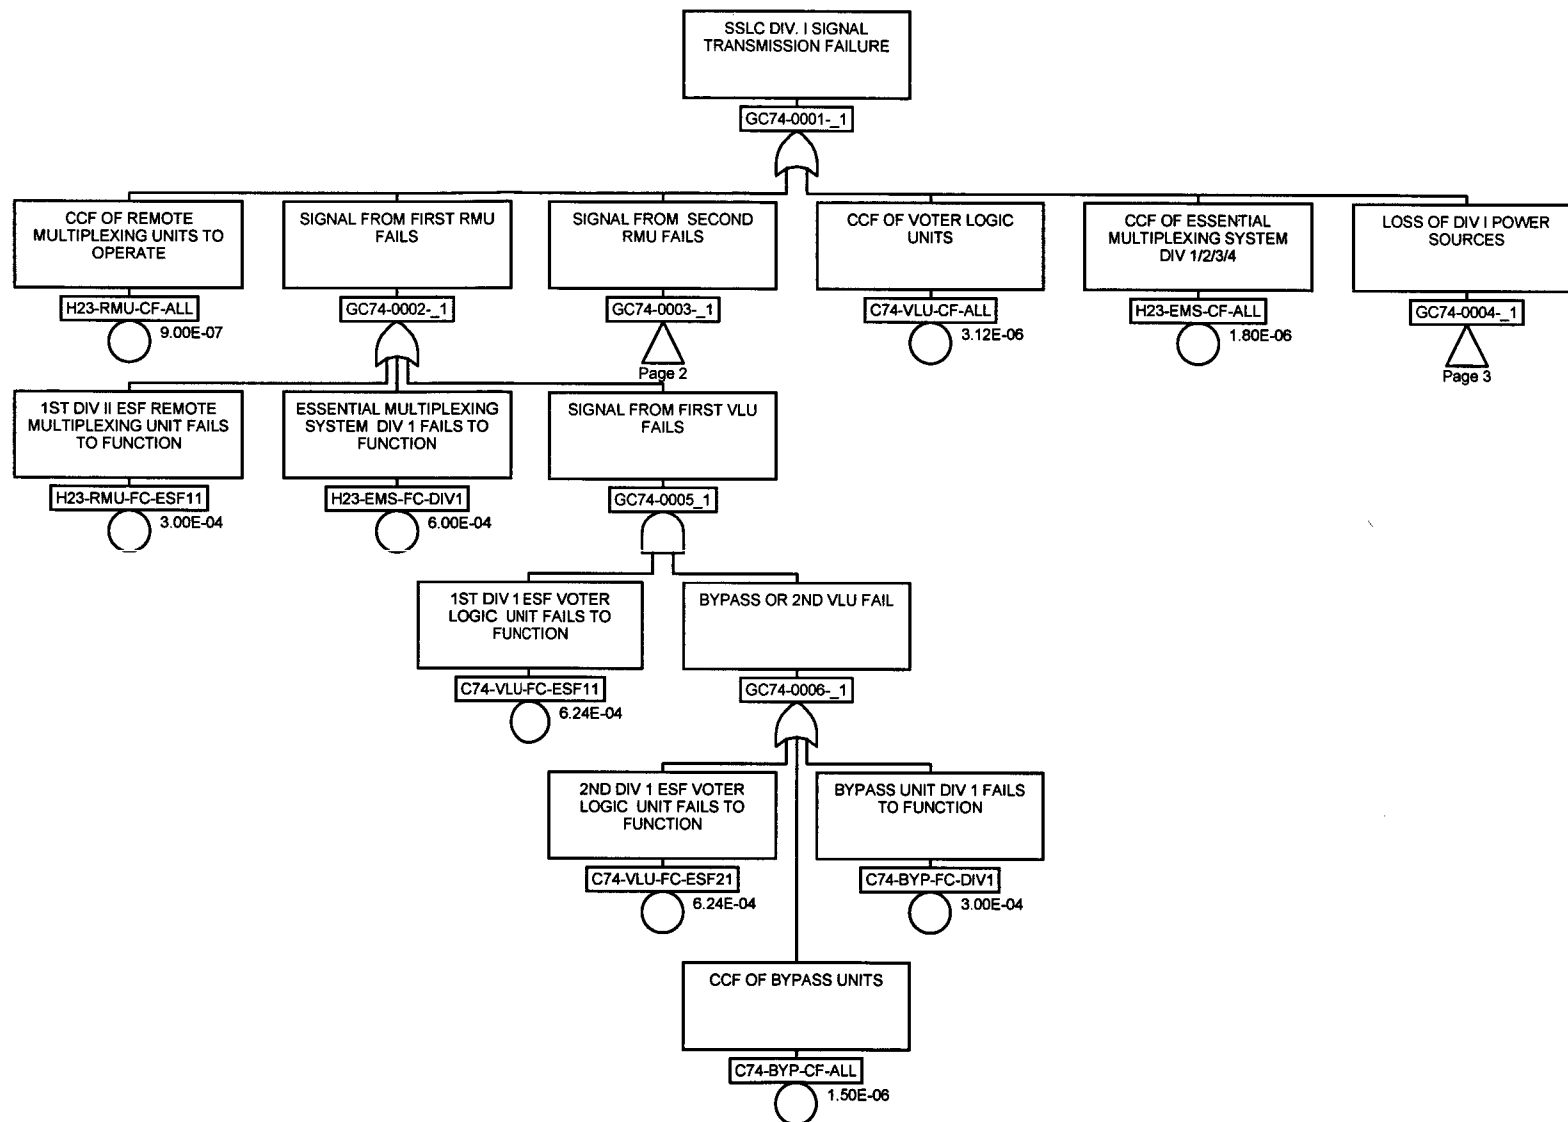 SSLC DIV. I SIGNAL
TRANSMISSION FAILURE
GC74-0001-_1
CCF OF REMOTE
MULTIPLEXING UNITS TO
OPERATE
H23-RMU-CF-ALL
9.00E-07
SIGNAL FROM FIRST RMU
FAILS
GC74-0002-_1
SIGNAL FROM SECOND
RMU FAILS
GC74-0003-_1
Page 2
CCF OF VOTER LOGIC
UNITS
C74-VLU-CF-ALL
3.12E-06
CCF OF ESSENTIAL
MULTIPLEXING SYSTEM
DIV 1/2/3/4
H23-EMS-CF-ALL
1.80E-06
LOSS OF DIV I POWER
SOURCES
GC74-0004-_1
Page 3
1ST DIV II ESF REMOTE
MULTIPLEXING UNIT FAILS
TO FUNCTION
H23-RMU-FC-ESF11
3.00E-04
ESSENTIAL MULTIPLEXING
SYSTEM DIV 1 FAILS TO
FUNCTION
H23-EMS-FC-DIV1
6.00E-04
SIGNAL FROM FIRST VLU
FAILS
GC74-0005_1
1ST DIV 1 ESF VOTER
LOGIC UNIT FAILS TO
FUNCTION
C74-VLU-FC-ESF11
6.24E-04
BYPASS OR 2ND VLU FAIL
GC74-0006-_1
2ND DIV 1 ESF VOTER
LOGIC UNIT FAILS TO
FUNCTION
C74-VLU-FC-ESF21
6.24E-04
BYPASS UNIT DIV 1 FAILS
TO FUNCTION
C74-BYP-FC-DIV1
3.00E-04
CCF OF BYPASS UNITS
C74-BYP-CF-ALL
1.50E-06